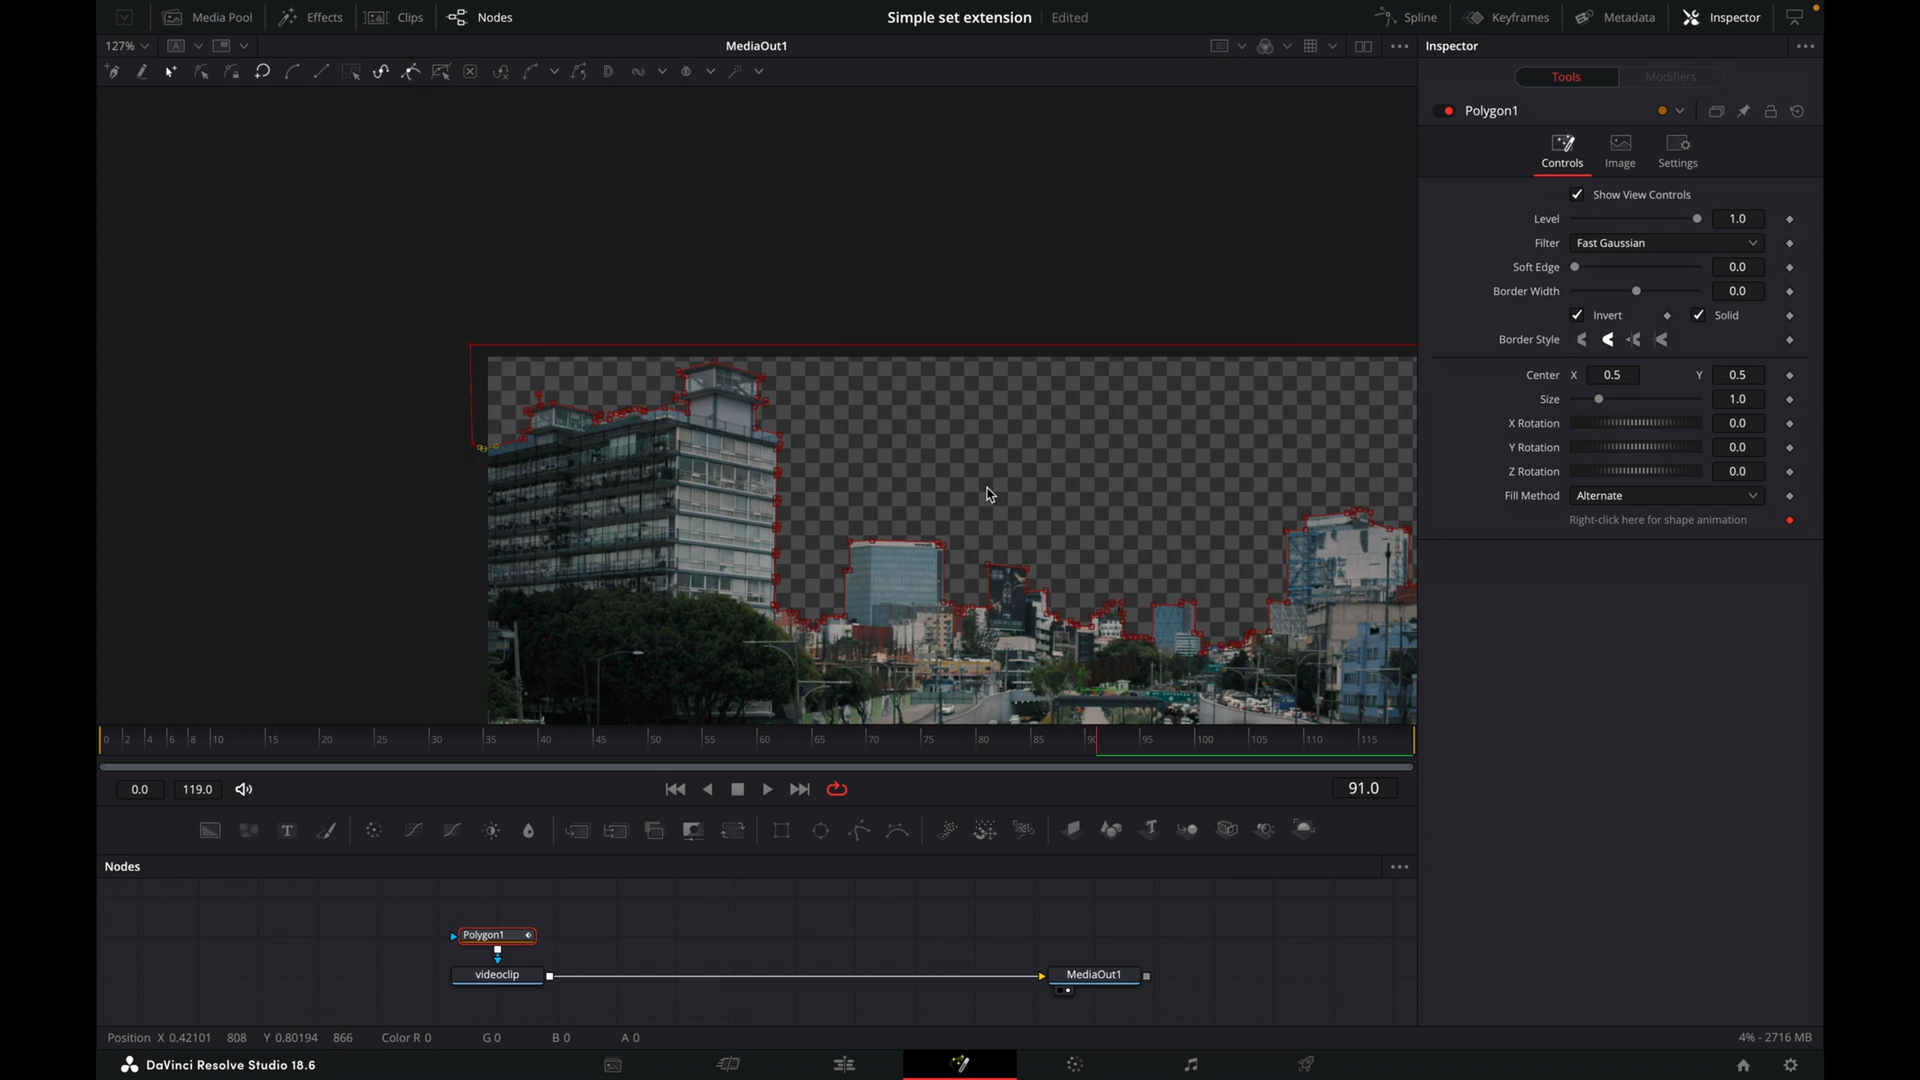 Media Pool Effects Clips Nodes Simple set extension Edited Spline Keyframes Metadata Inspector
127% A MediaOut1 Inspector
Tools Modifiers
Polygon1
Controls Image Settings
Show View Controls
Level 1.0
Filter Fast Gaussian
Soft Edge 0.0
Border Width 0.0
Invert Solid
Border Style
Center X 0.5 Y 0.5
Size 1.0
X Rotation 0.0
Y Rotation 0.0
Z Rotation 0.0
Fill Method Alternate
Right-click here for shape animation
0 2 4 6 8 10 15 20 25 30 35 40 45 50 55 60 65 70 75 80 85 90 95 100 105 110 115
0.0 119.0 91.0
Nodes
Polygon1
videoclip MediaOut1
Position X 0.42101 808 Y 0.80194 866 Color R 0 G 0 B 0 A 0 4% - 2716 MB
DaVinci Resolve Studio 18.6